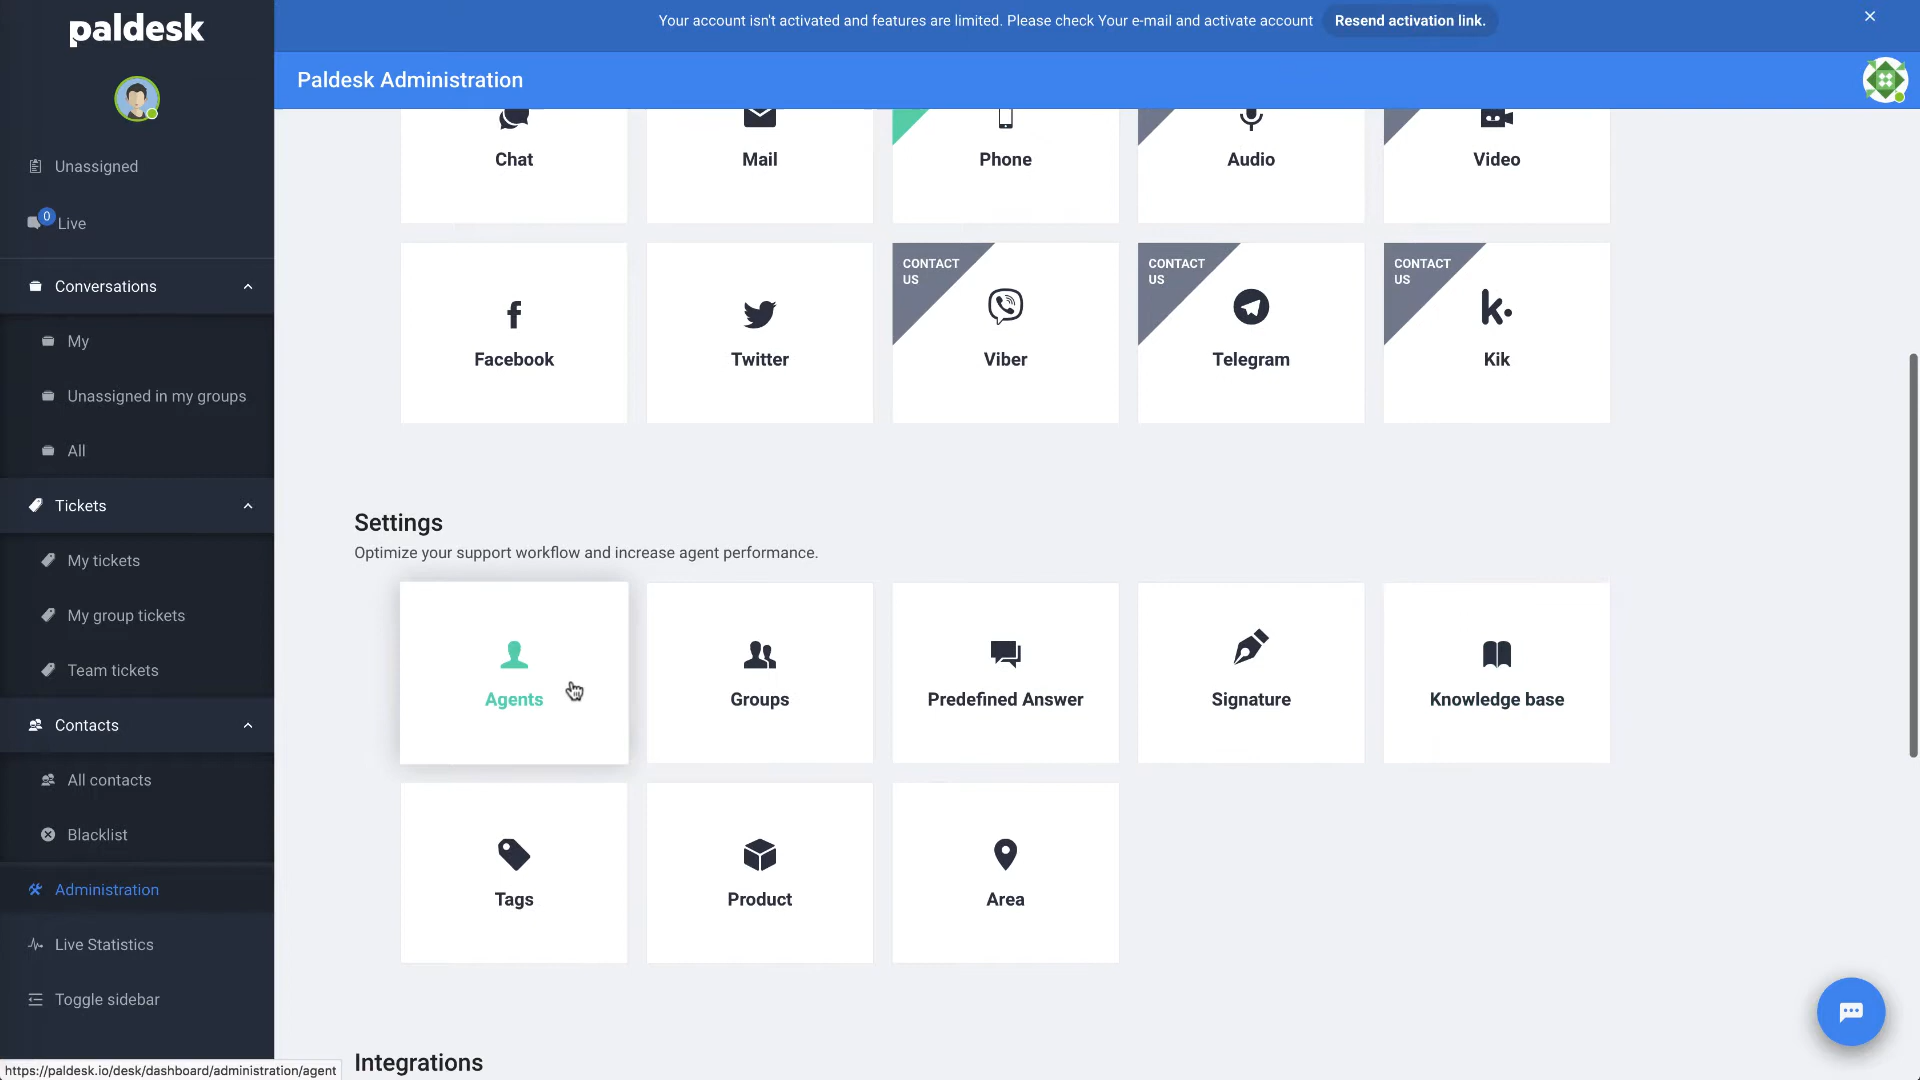 paldesk
Your account isn't activated and features are limited. Please check Your e-mail and activate account
Resend activation link.
Paldesk Administration
Unassigned
0
Live
Conversations
My
Unassigned in my groups
All
Tickets
My tickets
My group tickets
Team tickets
Contacts
All contacts
Blacklist
Administration
Live Statistics
Toggle sidebar
Chat
Mail
Phone
Audio
Video
Facebook
Twitter
CONTACT
US
Viber
CONTACT
US
Telegram
CONTACT
US
k.
Kik
Settings
Optimize your support workflow and increase agent performance.
Agents
Groups
Predefined Answer
Signature
Knowledge base
Tags
Product
Area
Integrations
https://paldesk.io/desk/dashboard/administration/agent